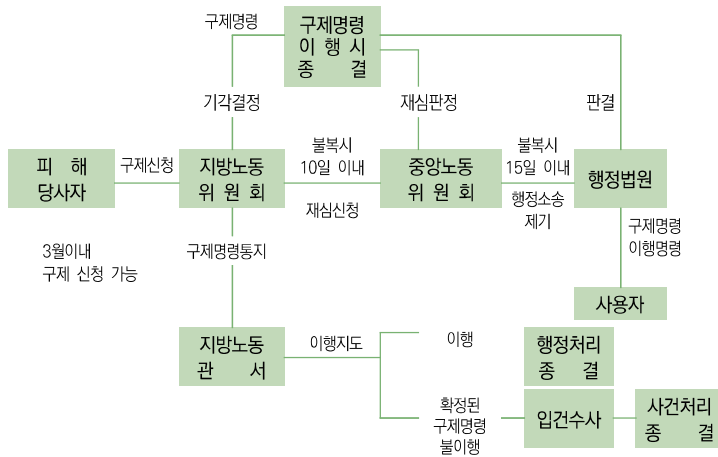 구제명령
구제명령
이 행 시
종 결
기각결정
재심판정
판결
피 해
당사자
구제신청
지방노동
위 원 회
불복시
10일 이내
재심신청
중앙노동
위 원 회
불복시
15일 이내
행정소송
제기
행정법원
3월이내
구제 신청 가능
구제명령통지
구제명령
이행명령
사용자
지방노동
관 서
이행지도
이행
행정처리
종 결
확정된
구제명령
불이행
입건수사
사건처리
종 결